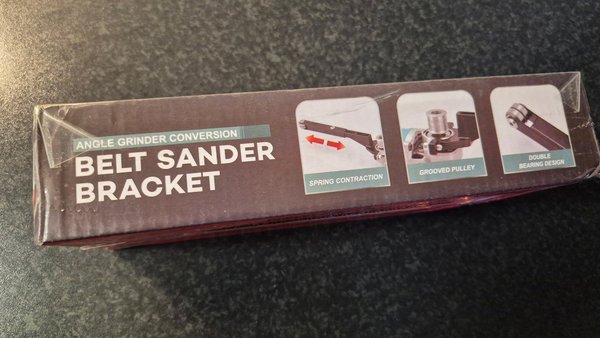 ANGLE GRINDER CONVERSION
BELT SANDER
BRACKET
SPRING CONTRACTION
GROOVED PULLEY
DOUBLE
BEARING DESIGN